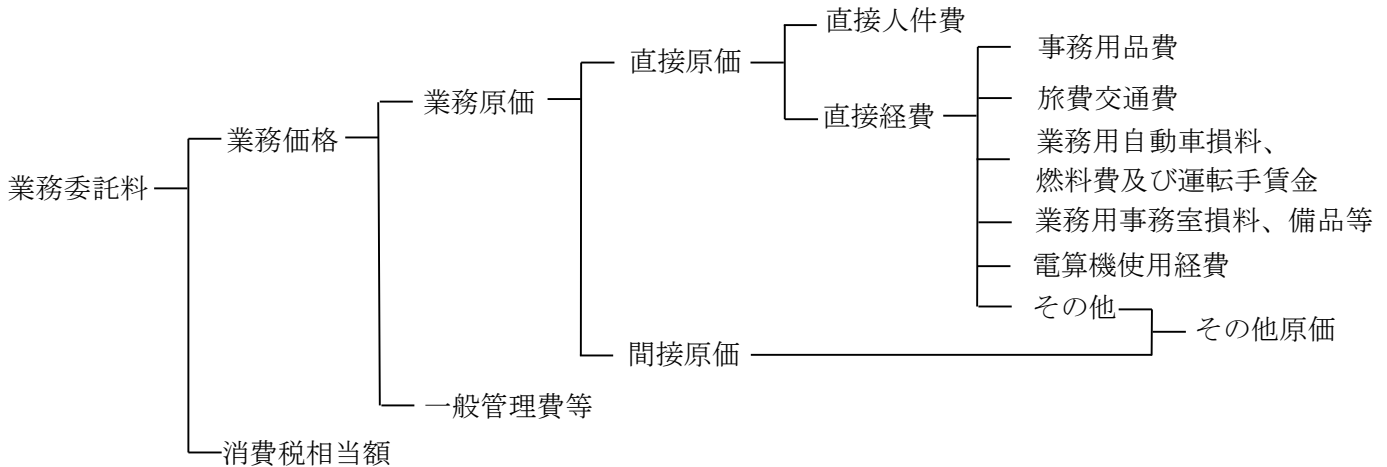 直接人件費
事務用品費
直接原価
旅費交通費
業務原価
直接経費
業務価格
業務用自動車損料、
燃料費及び運転手賃金
業務委託料
業務用事務室損料、備品等
電算機使用経費
その他
その他原価
間接原価
一般管理費等
消費税相当額